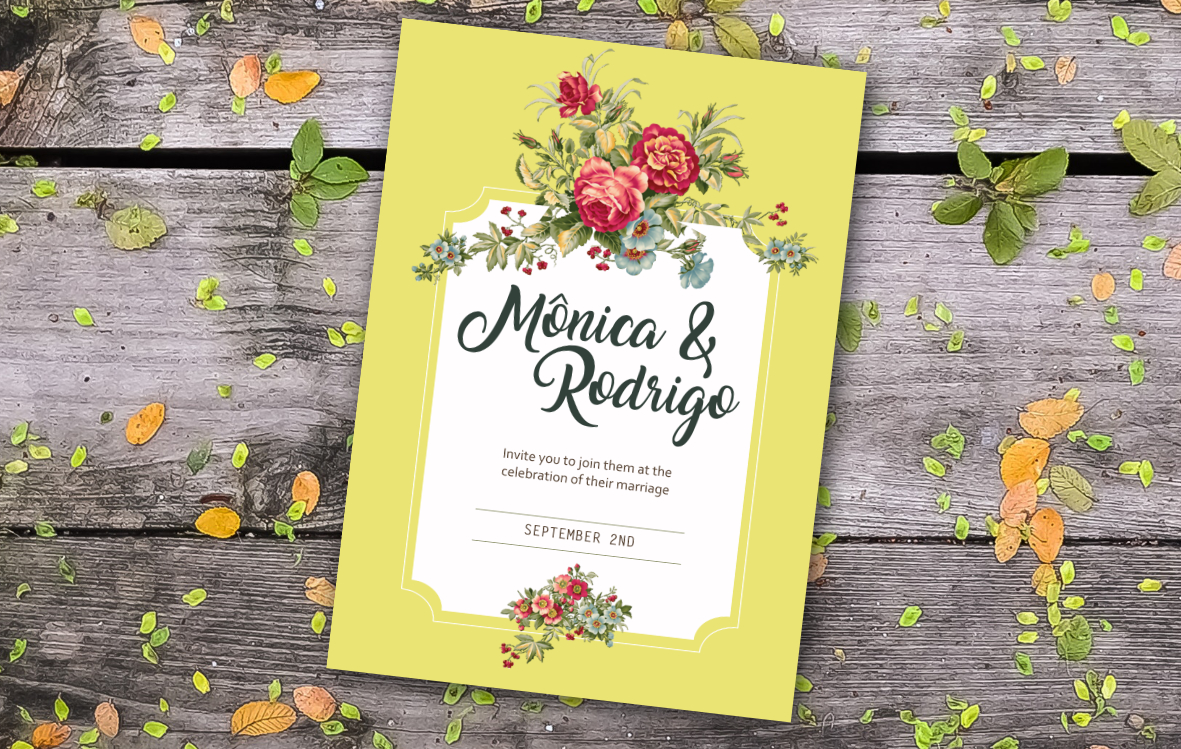 Mônica &
Rodrigo
Invite you to join them at the
celebration of their marriage
SEPTEMBER 2ND